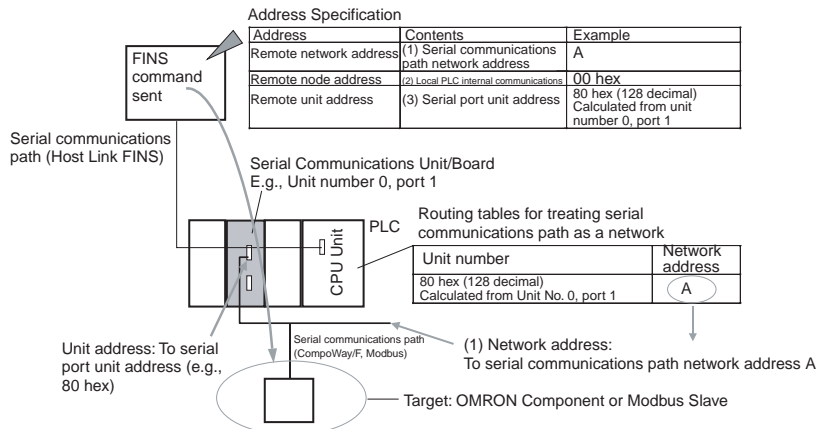 Address Specification
Address Contents Example
Remote network address (1) Serial communications path network address A
Remote node address (2) Local PLC internal communications 00 hex
Remote unit address (3) Serial port unit address 80 hex (128 decimal)
Calculated from unit
number 0, port 1
FINS
command
sent
Serial communications
path (Host Link FINS)
Serial Communications Unit/Board
E.g., Unit number 0, port 1
PLC
CPU Unit
Routing tables for treating serial
communications path as a network
Unit number Network address
80 hex (128 decimal)
Calculated from Unit No. 0, port 1 A
Unit address: To serial
port unit address (e.g.,
80 hex)
Serial communications path
(CompoWay/F, Modbus)
(1) Network address:
To serial communications path network address A
Target: OMRON Component or Modbus Slave